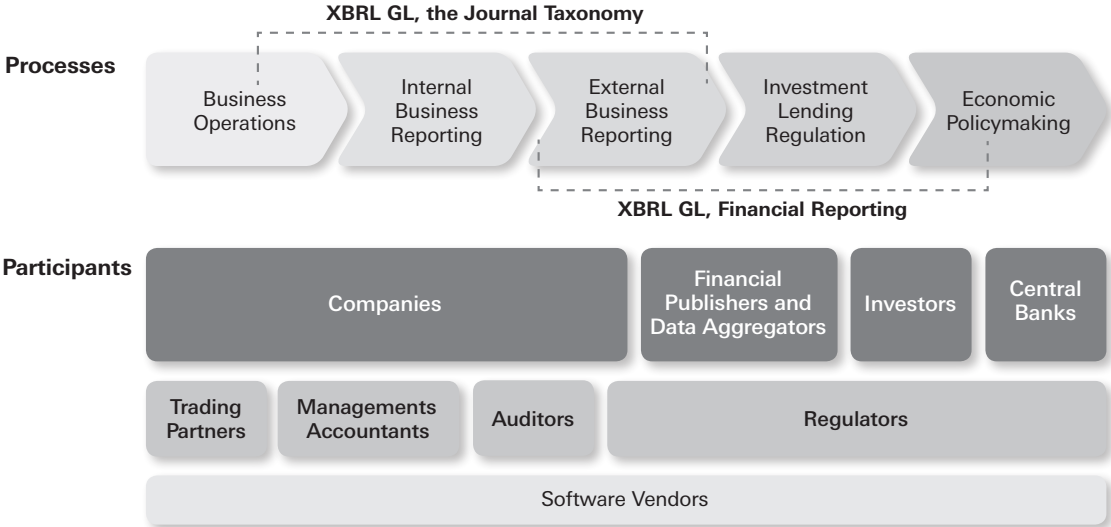 XBRL GL, the Journal Taxonomy
Processes
Business
Operations
Internal
Business
Reporting
External
Business
Reporting
Investment
Lending
Regulation
Economic
Policymaking
XBRL GL, Financial Reporting
Participants
Companies
Financial
Publishers and
Data Aggregators
Investors
Central
Banks
Trading
Partners
Managements
Accountants
Auditors
Regulators
Software Vendors